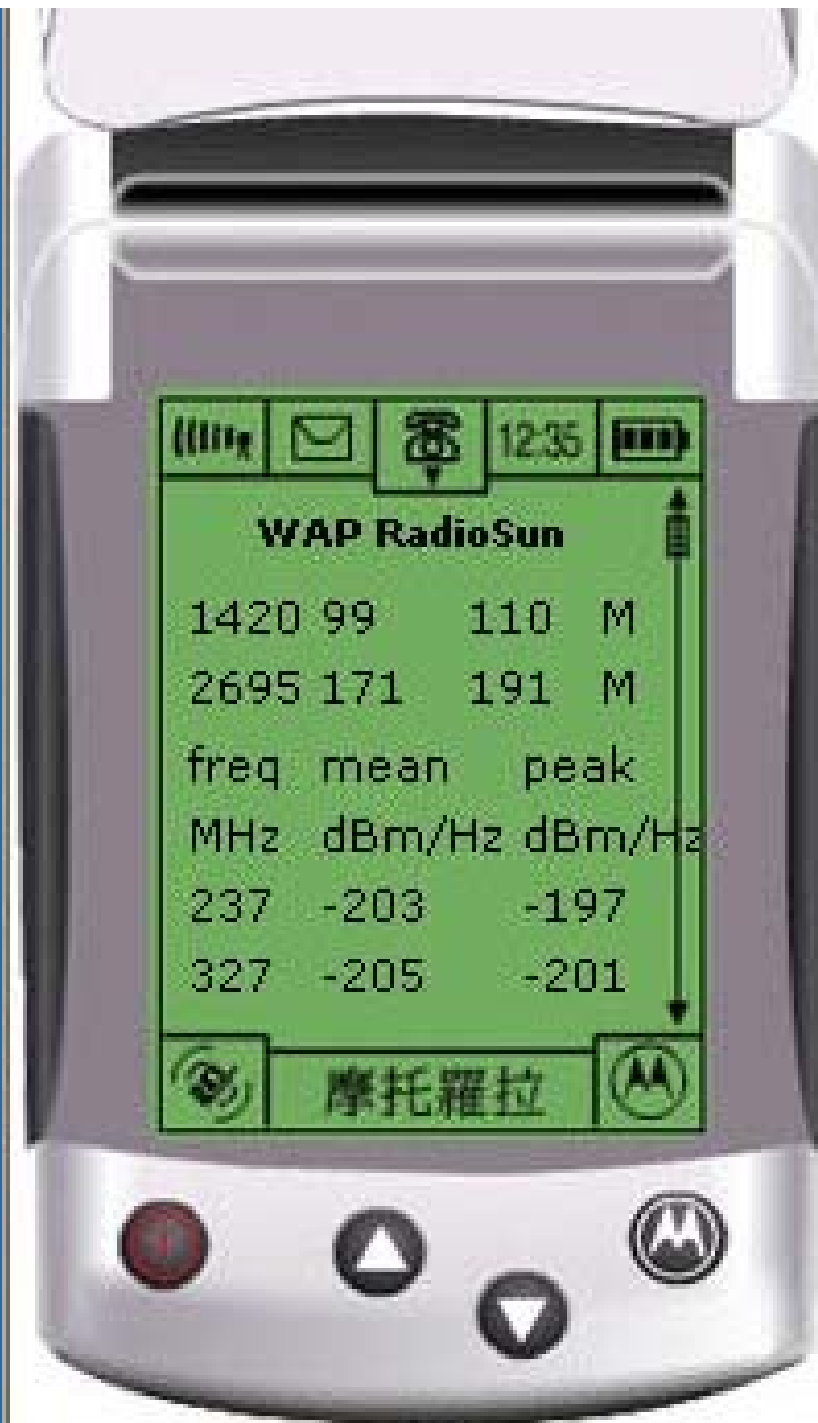 12:35
WAP RadioSun
1420 99 110 M
2695 171 191 M
freq mean peak
MHz dBm/Hz dBm/Hz
237 -203 -197
327 -205 -201
摩托羅拉